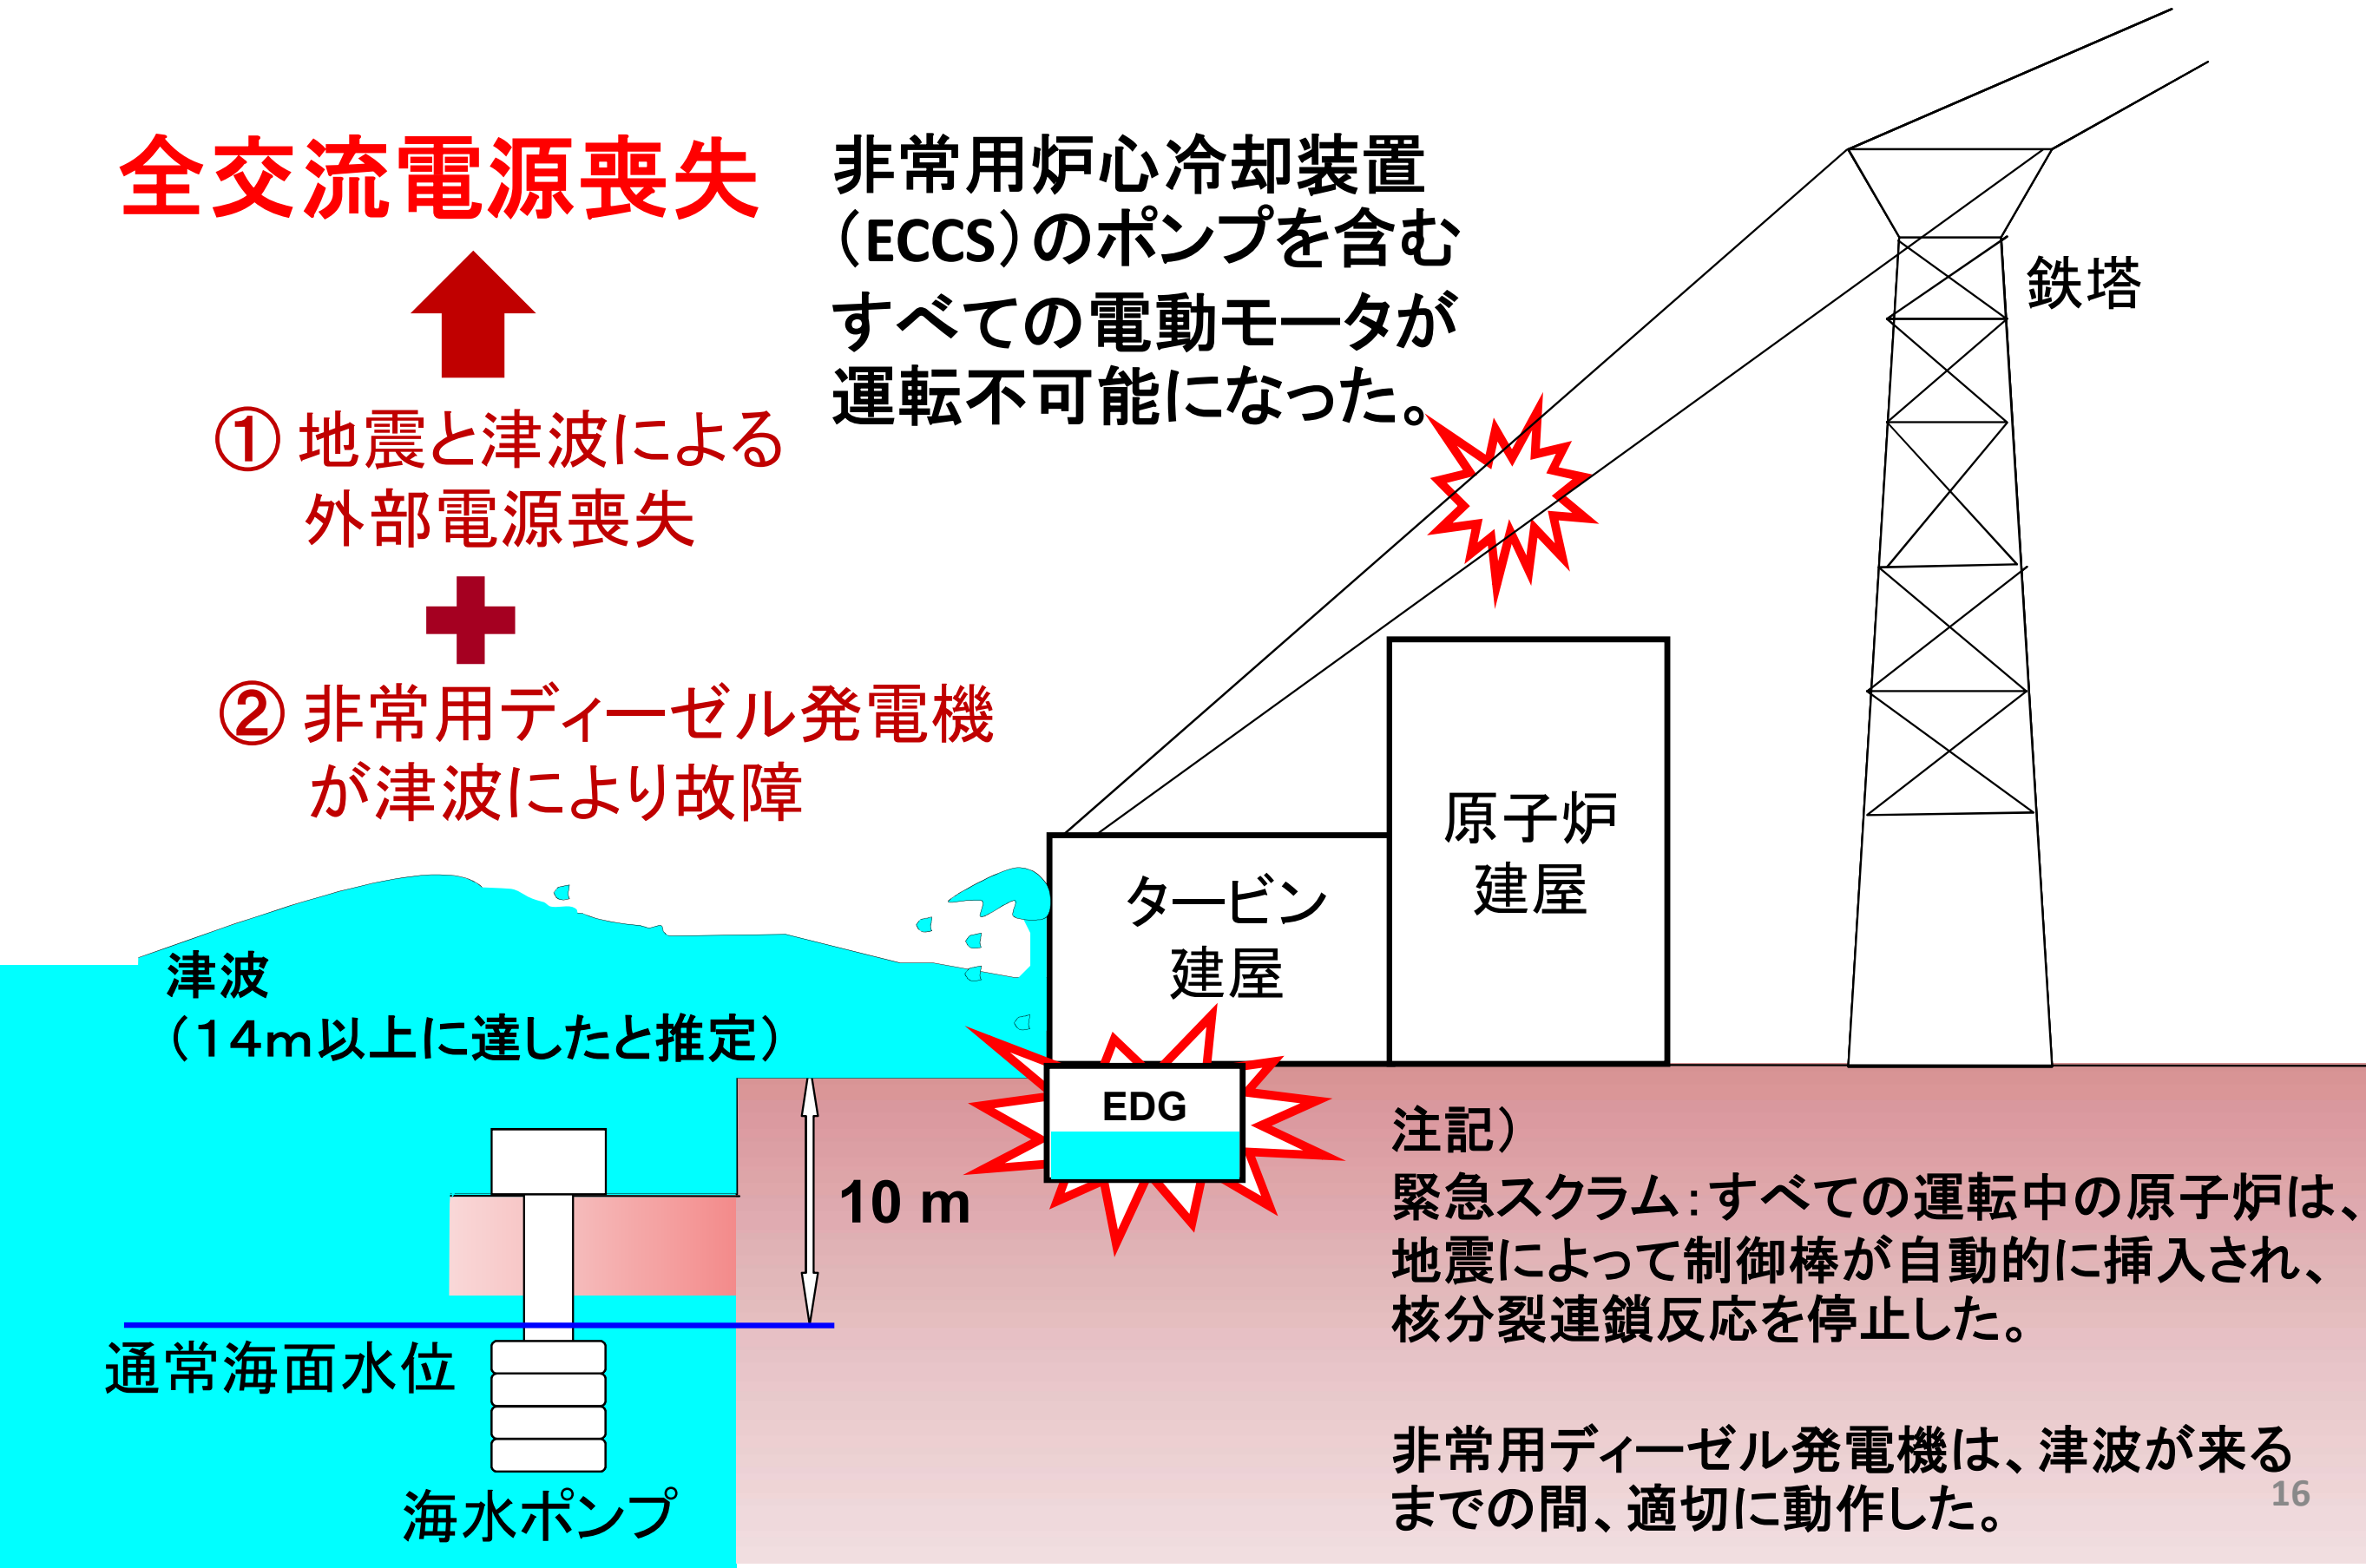 全交流電源喪失
① 地震と津波による
外部電源喪失
② 非常用ディーゼル発電機
が津波により故障
非常用炉心冷却装置
（ECCS）のポンプを含む
すべての電動モータが
運転不可能になった。
鉄塔
原子炉
建屋
タービン
建屋
津波
（14m以上に達したと推定）
EDG
10 m
通常海面水位
海水ポンプ
注記）
緊急スクラム：すべての運転中の原子炉は、
地震によって制御棒が自動的に挿入され、
核分裂連鎖反応を停止した。
非常用ディーゼル発電機は、津波が来る
までの間、適切に動作した。
16